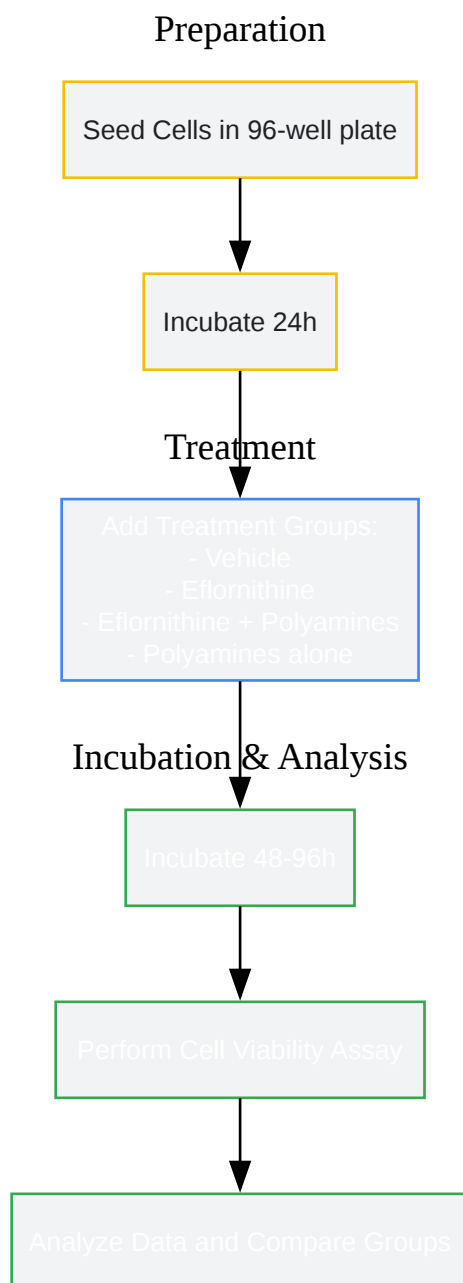 Preparation
Seed Cells in 96-well plate
Incubate 24h
Treatment
Add Treatment Groups:
- Vehicle
- Eflornithine
- Eflornithine + Polyamines
- Polyamines alone
Incubation & Analysis
Incubate 48-96h
Perform Cell Viability Assay
Analyze Data and Compare Groups